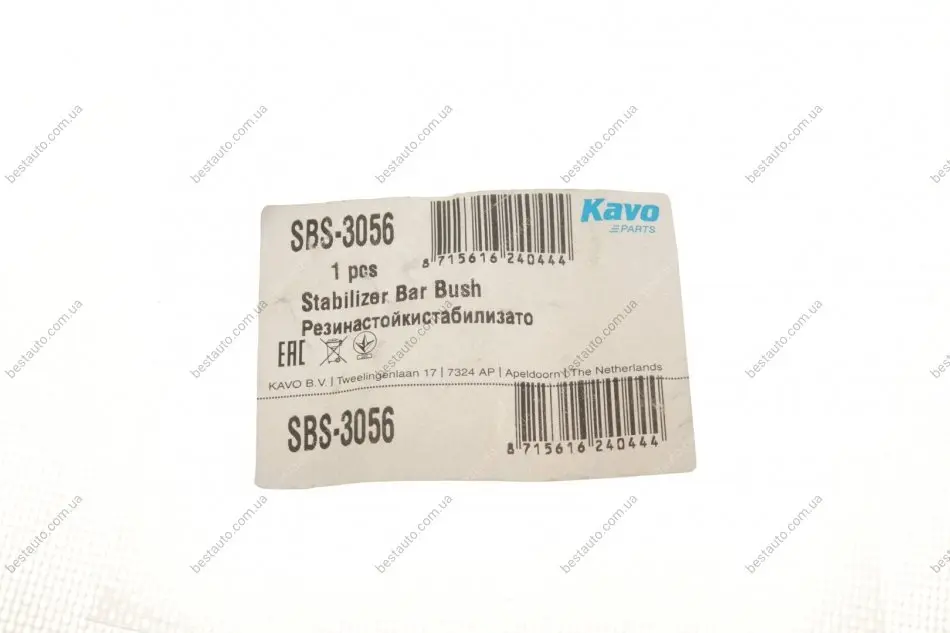 SBS-3056
8 715616 240444
Kavo
PARTS
1 pcs
Stabilizer Bar Bush
Резинастойкистабилизато
EAC
KAVO B.V. | Tweelingenlaan 17 | 7324 AP | Apeldoorn | The Netherlands
SBS-3056
8 715616 240444
bestauto.com.ua